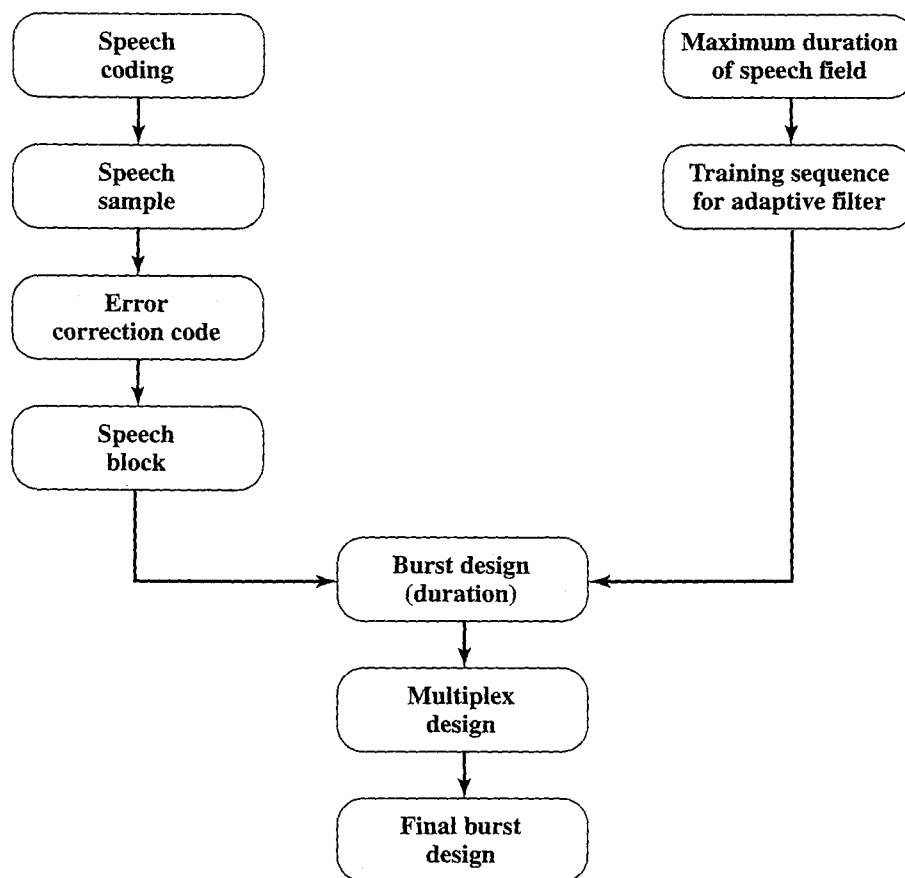 Speech
coding
Maximum duration
of speech field
Speech
sample
Training sequence
for adaptive filter
Error
correction code
Speech
block
Burst design
(duration)
Multiplex
design
Final burst
design